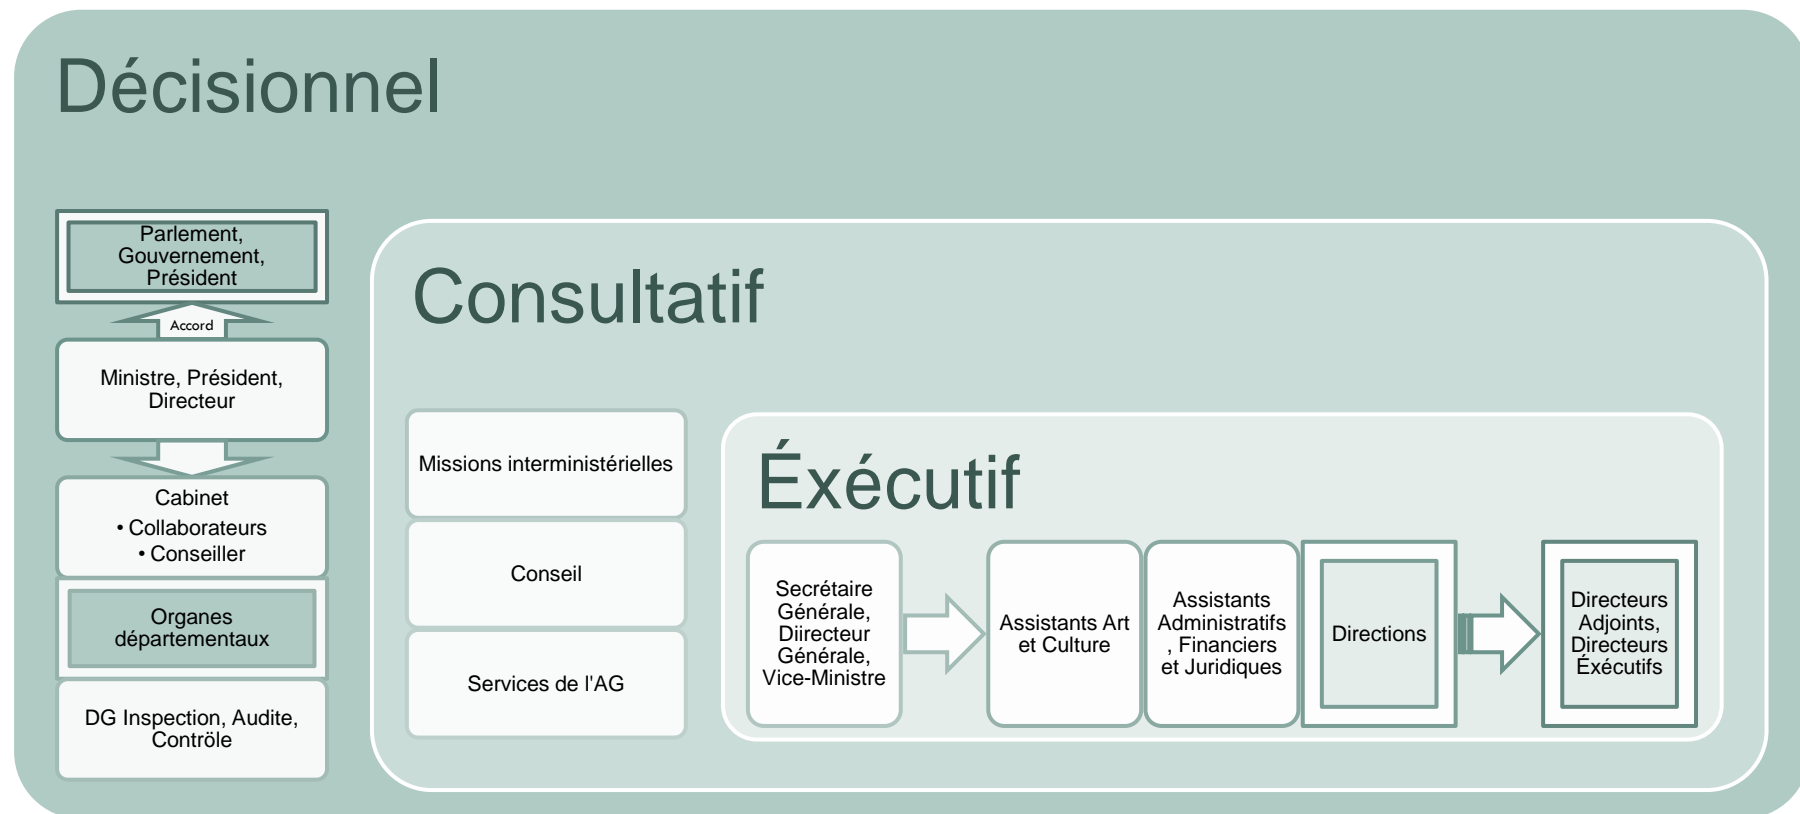 Décisionnel
Parlement,
Gouvernement,
Président
Accord
Ministre, Président,
Directeur
Cabinet
• Collaborateurs
• Conseiller
Organes
départementaux
DG Inspection, Audite,
Contröle
Consultatif
Missions interministérielles
Conseil
Services de l'AG
Éxécutif
Secrétaire
Générale,
Diirecteur
Générale,
Vice-Ministre
Assistants Art
et Culture
Assistants
Administratifs
, Financiers
et Juridiques
Directions
Directeurs
Adjoints,
Directeurs
Éxécutifs